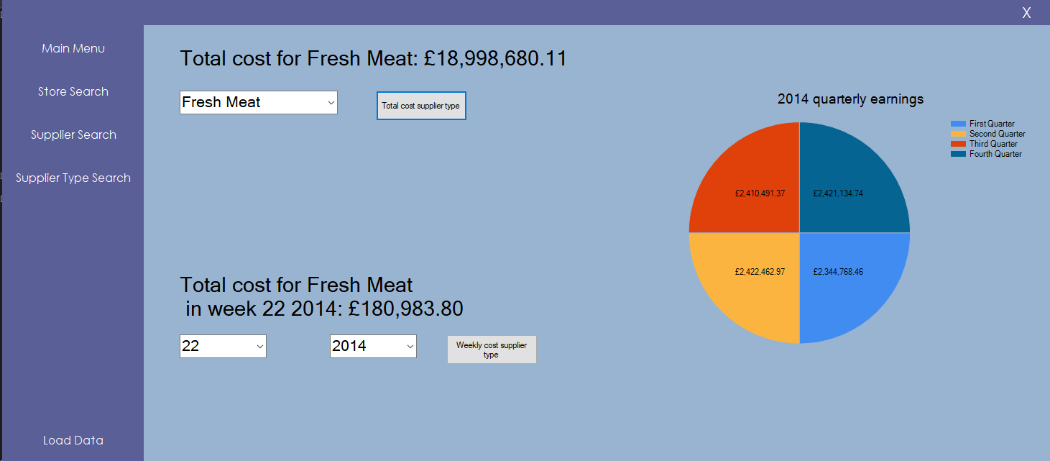 X
Main Menu
Store Search
Supplier Search
Supplier Type Search
Load Data
Total cost for Fresh Meat: £18,998,680.11
Fresh Meat
Total cost supplier type
Total cost for Fresh Meat
in week 22 2014: £180,983.80
22
2014
Weekly cost supplier
type
2014 quarterly earnings
First Quarter
Second Quarter
Third Quarter
Fourth Quarter
£2,410,491.37
£2,421,134.74
£2,422,462.97
£2,344,768.46